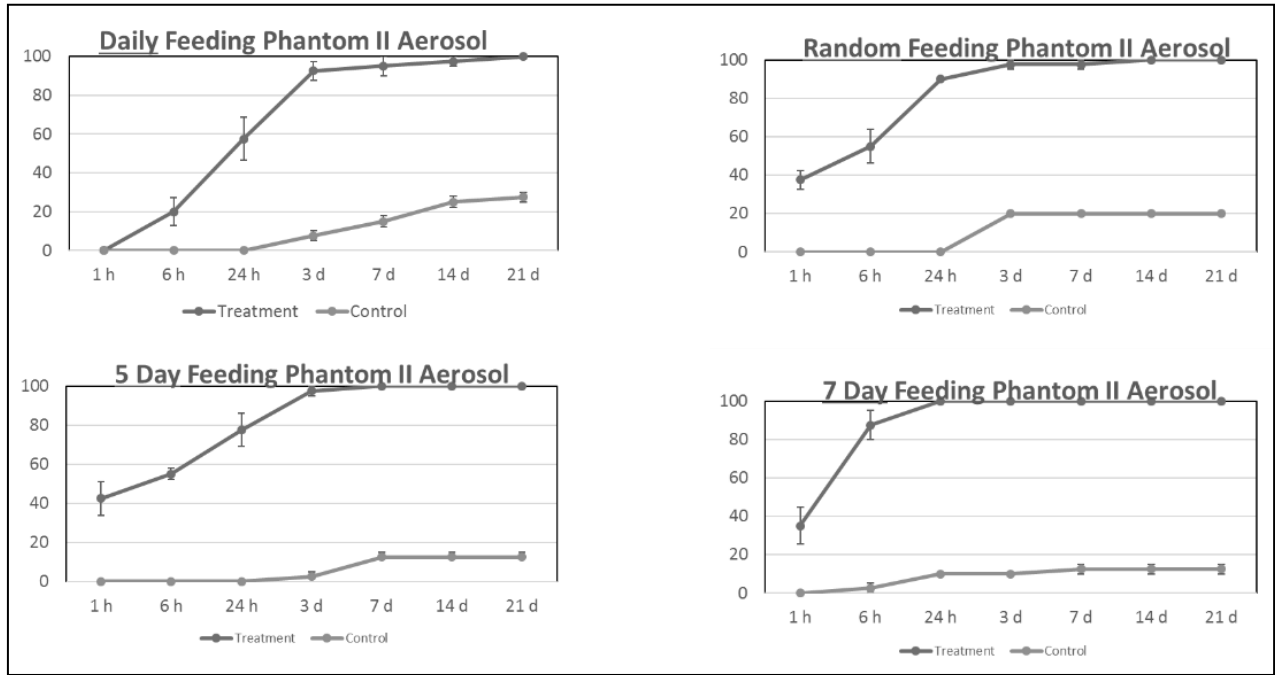 Daily Feeding Phantom II Aerosol
100
80
60
40
20
0
1 h 6 h 24 h 3 d 7 d 14 d 21 d
Treatment Control
Random Feeding Phantom II Aerosol
100
80
60
40
20
0
1 h 6 h 24 h 3 d 7 d 14 d 21 d
Treatment Control
5 Day Feeding Phantom II Aerosol
100
80
60
40
20
0
1 h 6 h 24 h 3 d 7 d 14 d 21 d
Treatment Control
7 Day Feeding Phantom II Aerosol
100
80
60
40
20
0
1 h 6 h 24 h 3 d 7 d 14 d 21 d
Treatment Control